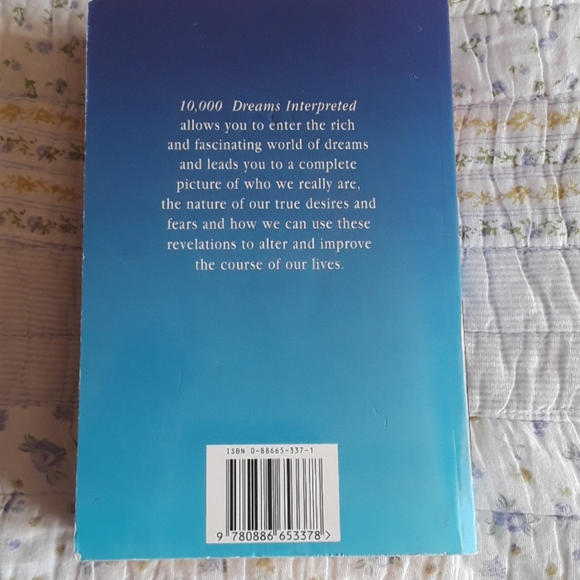 10,000 Dreams Interpreted
allows you to enter the rich
and fascinating world of dreams
and leads you to a complete
picture of who we really are,
the nature of our true desires and
fears and how we can use these
revelations to alter and improve
the course of our lives.
ISBN 0-88665-337-1
9 780886 653378 >